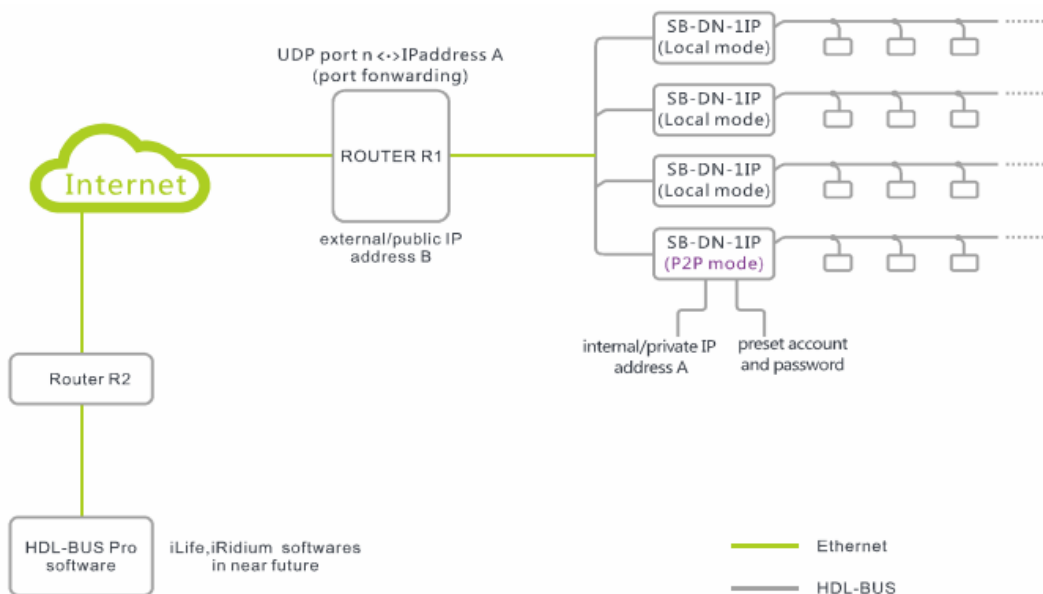 UDP port n <·>IPaddress A
(port fonwarding)
ROUTER R1
external/public IP
address B
Internet
SB-DN-1IP
(Local mode)
SB-DN-1IP
(Local mode)
SB-DN-1IP
(Local mode)
SB-DN-1IP
(P2P mode)
internal/private IP
address A
preset account
and password
Router R2
HDL-BUS Pro
software
iLife,iRidium softwares
in near future
Ethernet
HDL-BUS